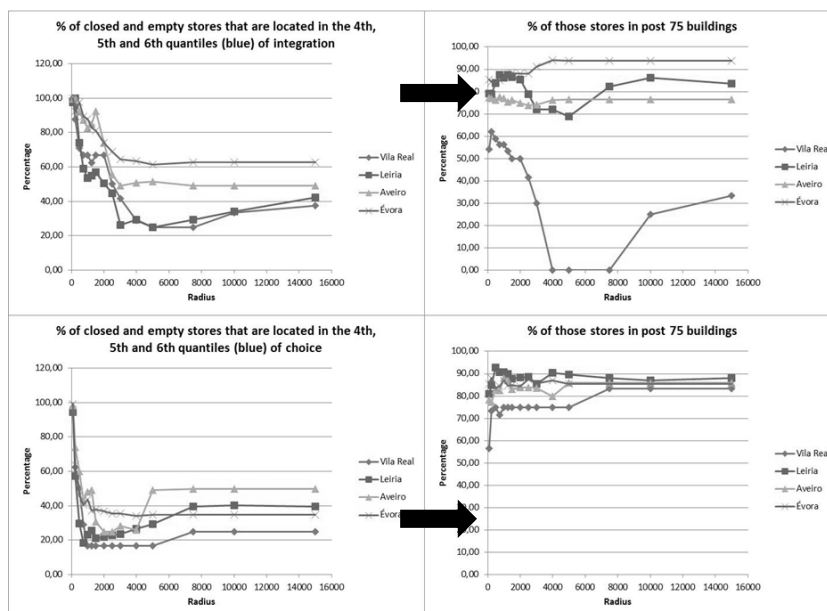 % of closed and empty stores that are located in the 4th,
5th and 6th quantiles (blue) of integration
120,00
100,00
80,00
60,00
40,00
20,00
0,00
Percentage
0 2000 4000 6000 8000 10000 12000 14000 16000
Radius
Vila Real
Leiria
Aveiro
Évora
% of those stores in post 75 buildings
100,00
90,00
80,00
70,00
60,00
50,00
40,00
30,00
20,00
10,00
0,00
Percentage
0 2000 4000 6000 8000 10000 12000 14000 16000
Radius
Vila Real
Leiria
Aveiro
Évora
% of closed and empty stores that are located in the 4th,
5th and 6th quantiles (blue) of choice
120,00
100,00
80,00
60,00
40,00
20,00
0,00
Percentage
0 2000 4000 6000 8000 10000 12000 14000 16000
Radius
Vila Real
Leiria
Aveiro
Évora
% of those stores in post 75 buildings
100,00
90,00
80,00
70,00
60,00
50,00
40,00
30,00
20,00
10,00
0,00
Percentage
0 2000 4000 6000 8000 10000 12000 14000 16000
Radius
Vila Real
Leiria
Aveiro
Évora